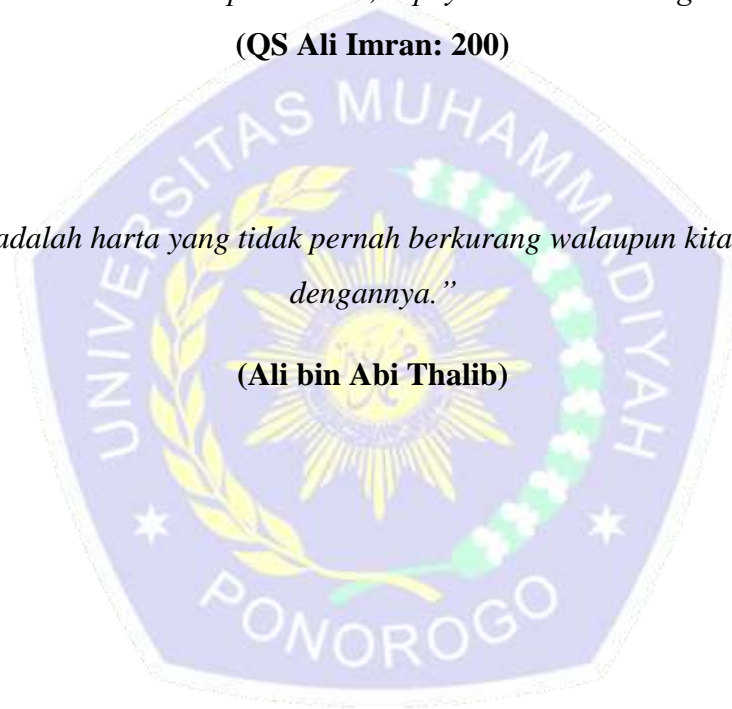 (QS Ali Imran: 200)
adalah harta yang tidak pernah berkurang walaupun kita
dengannya.”
(Ali bin Abi Thalib)
UNIVERSITAS MUHAMMADIYAH
PONOROGO